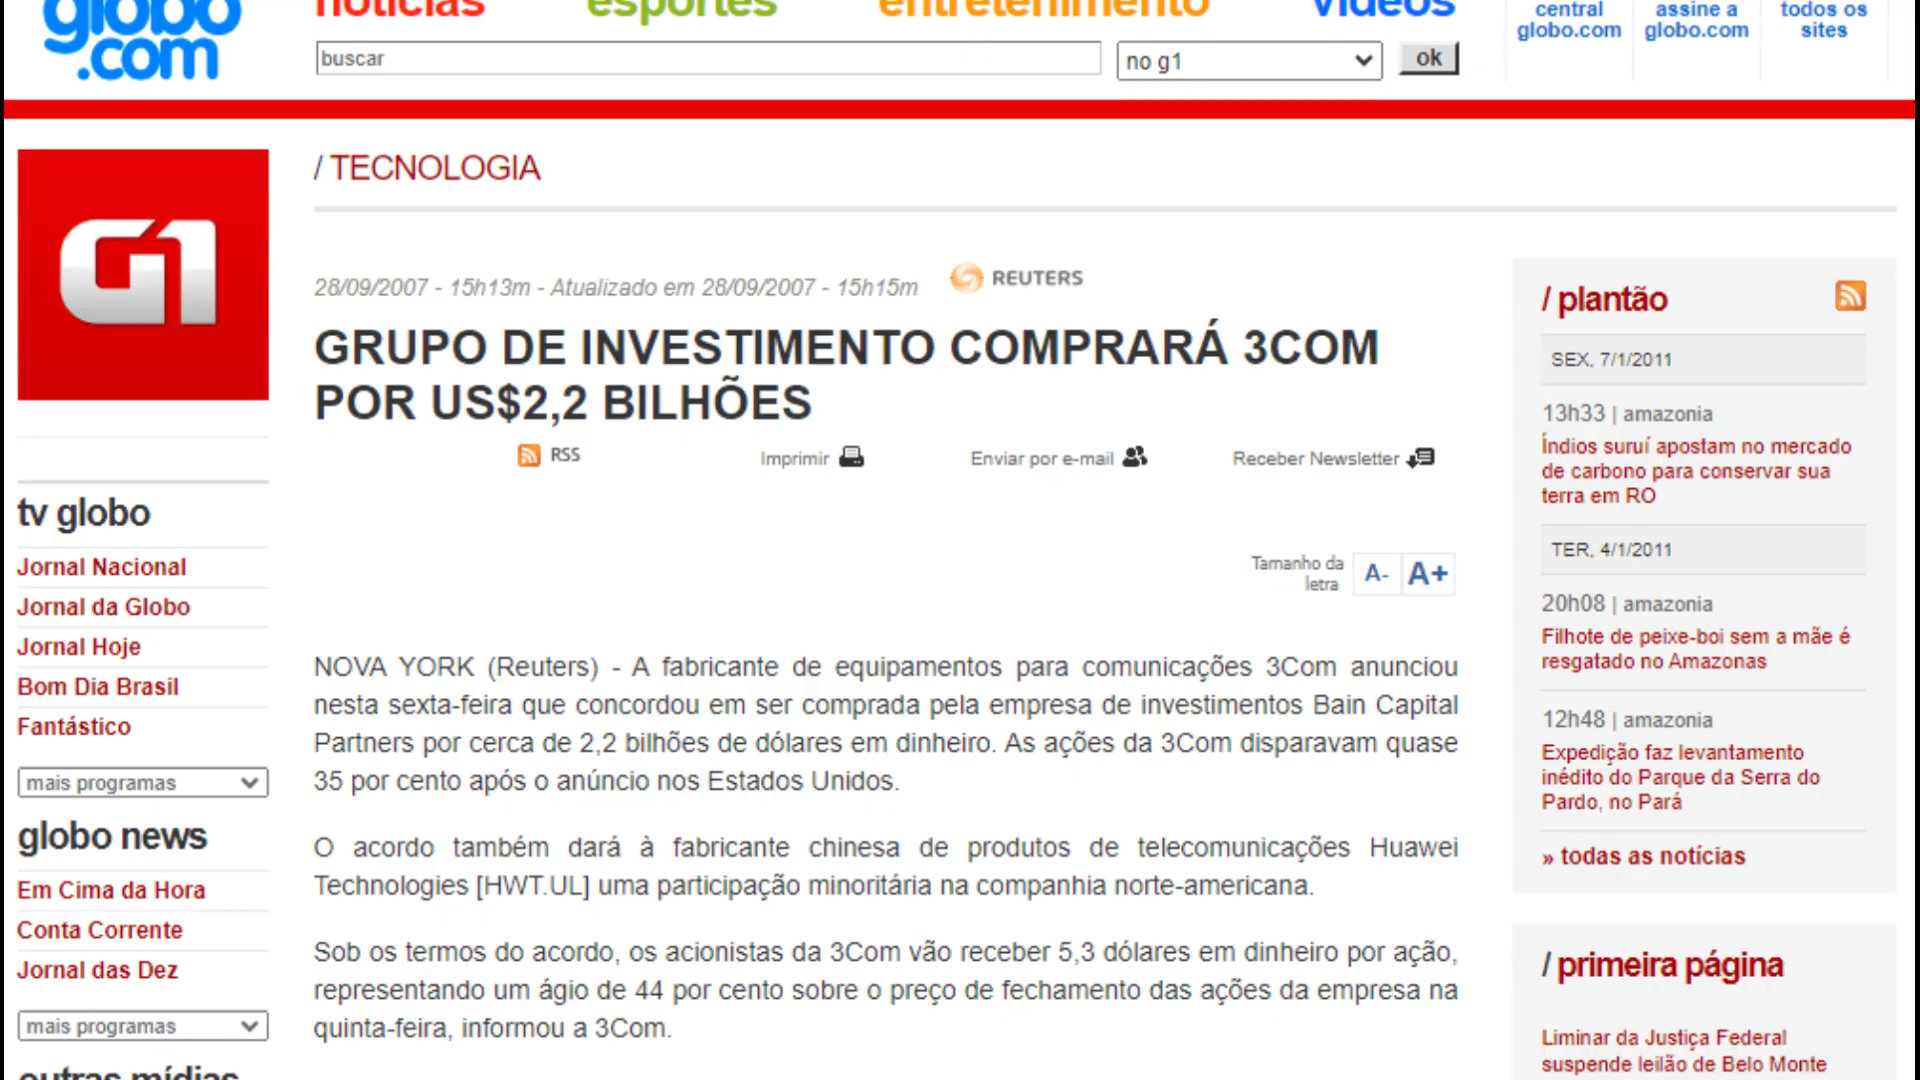 globo
.com
notícias
esportes
entretenimento
vídeos
central
globo.com
assine a
globo.com
todos os
sites
buscar
no g1
ok
G1
/ TECNOLOGIA
28/09/2007 - 15h13m - Atualizado em 28/09/2007 - 15h15m
REUTERS
GRUPO DE INVESTIMENTO COMPRARÁ 3COM
POR US$2,2 BILHÕES
RSS
Imprimir
Enviar por e-mail
Receber Newsletter
Tamanho da
letra
A-
A+
NOVA YORK (Reuters) - A fabricante de equipamentos para comunicações 3Com anunciou
nesta sexta-feira que concordou em ser comprada pela empresa de investimentos Bain Capital
Partners por cerca de 2,2 bilhões de dólares em dinheiro. As ações da 3Com disparavam quase
35 por cento após o anúncio nos Estados Unidos.
O acordo também dará à fabricante chinesa de produtos de telecomunicações Huawei
Technologies [HWT.UL] uma participação minoritária na companhia norte-americana.
Sob os termos do acordo, os acionistas da 3Com vão receber 5,3 dólares em dinheiro por ação,
representando um ágio de 44 por cento sobre o preço de fechamento das ações da empresa na
quinta-feira, informou a 3Com.
tv globo
Jornal Nacional
Jornal da Globo
Jornal Hoje
Bom Dia Brasil
Fantástico
mais programas
globo news
Em Cima da Hora
Conta Corrente
Jornal das Dez
mais programas
outras mídias
/ plantão
SEX, 7/1/2011
13h33 | amazonia
Índios suruí apostam no mercado
de carbono para conservar sua
terra em RO
TER, 4/1/2011
20h08 | amazonia
Filhote de peixe-boi sem a mãe é
resgatado no Amazonas
12h48 | amazonia
Expedição faz levantamento
inédito do Parque da Serra do
Pardo, no Pará
» todas as notícias
/ primeira página
Liminar da Justiça Federal
suspende leilão de Belo Monte